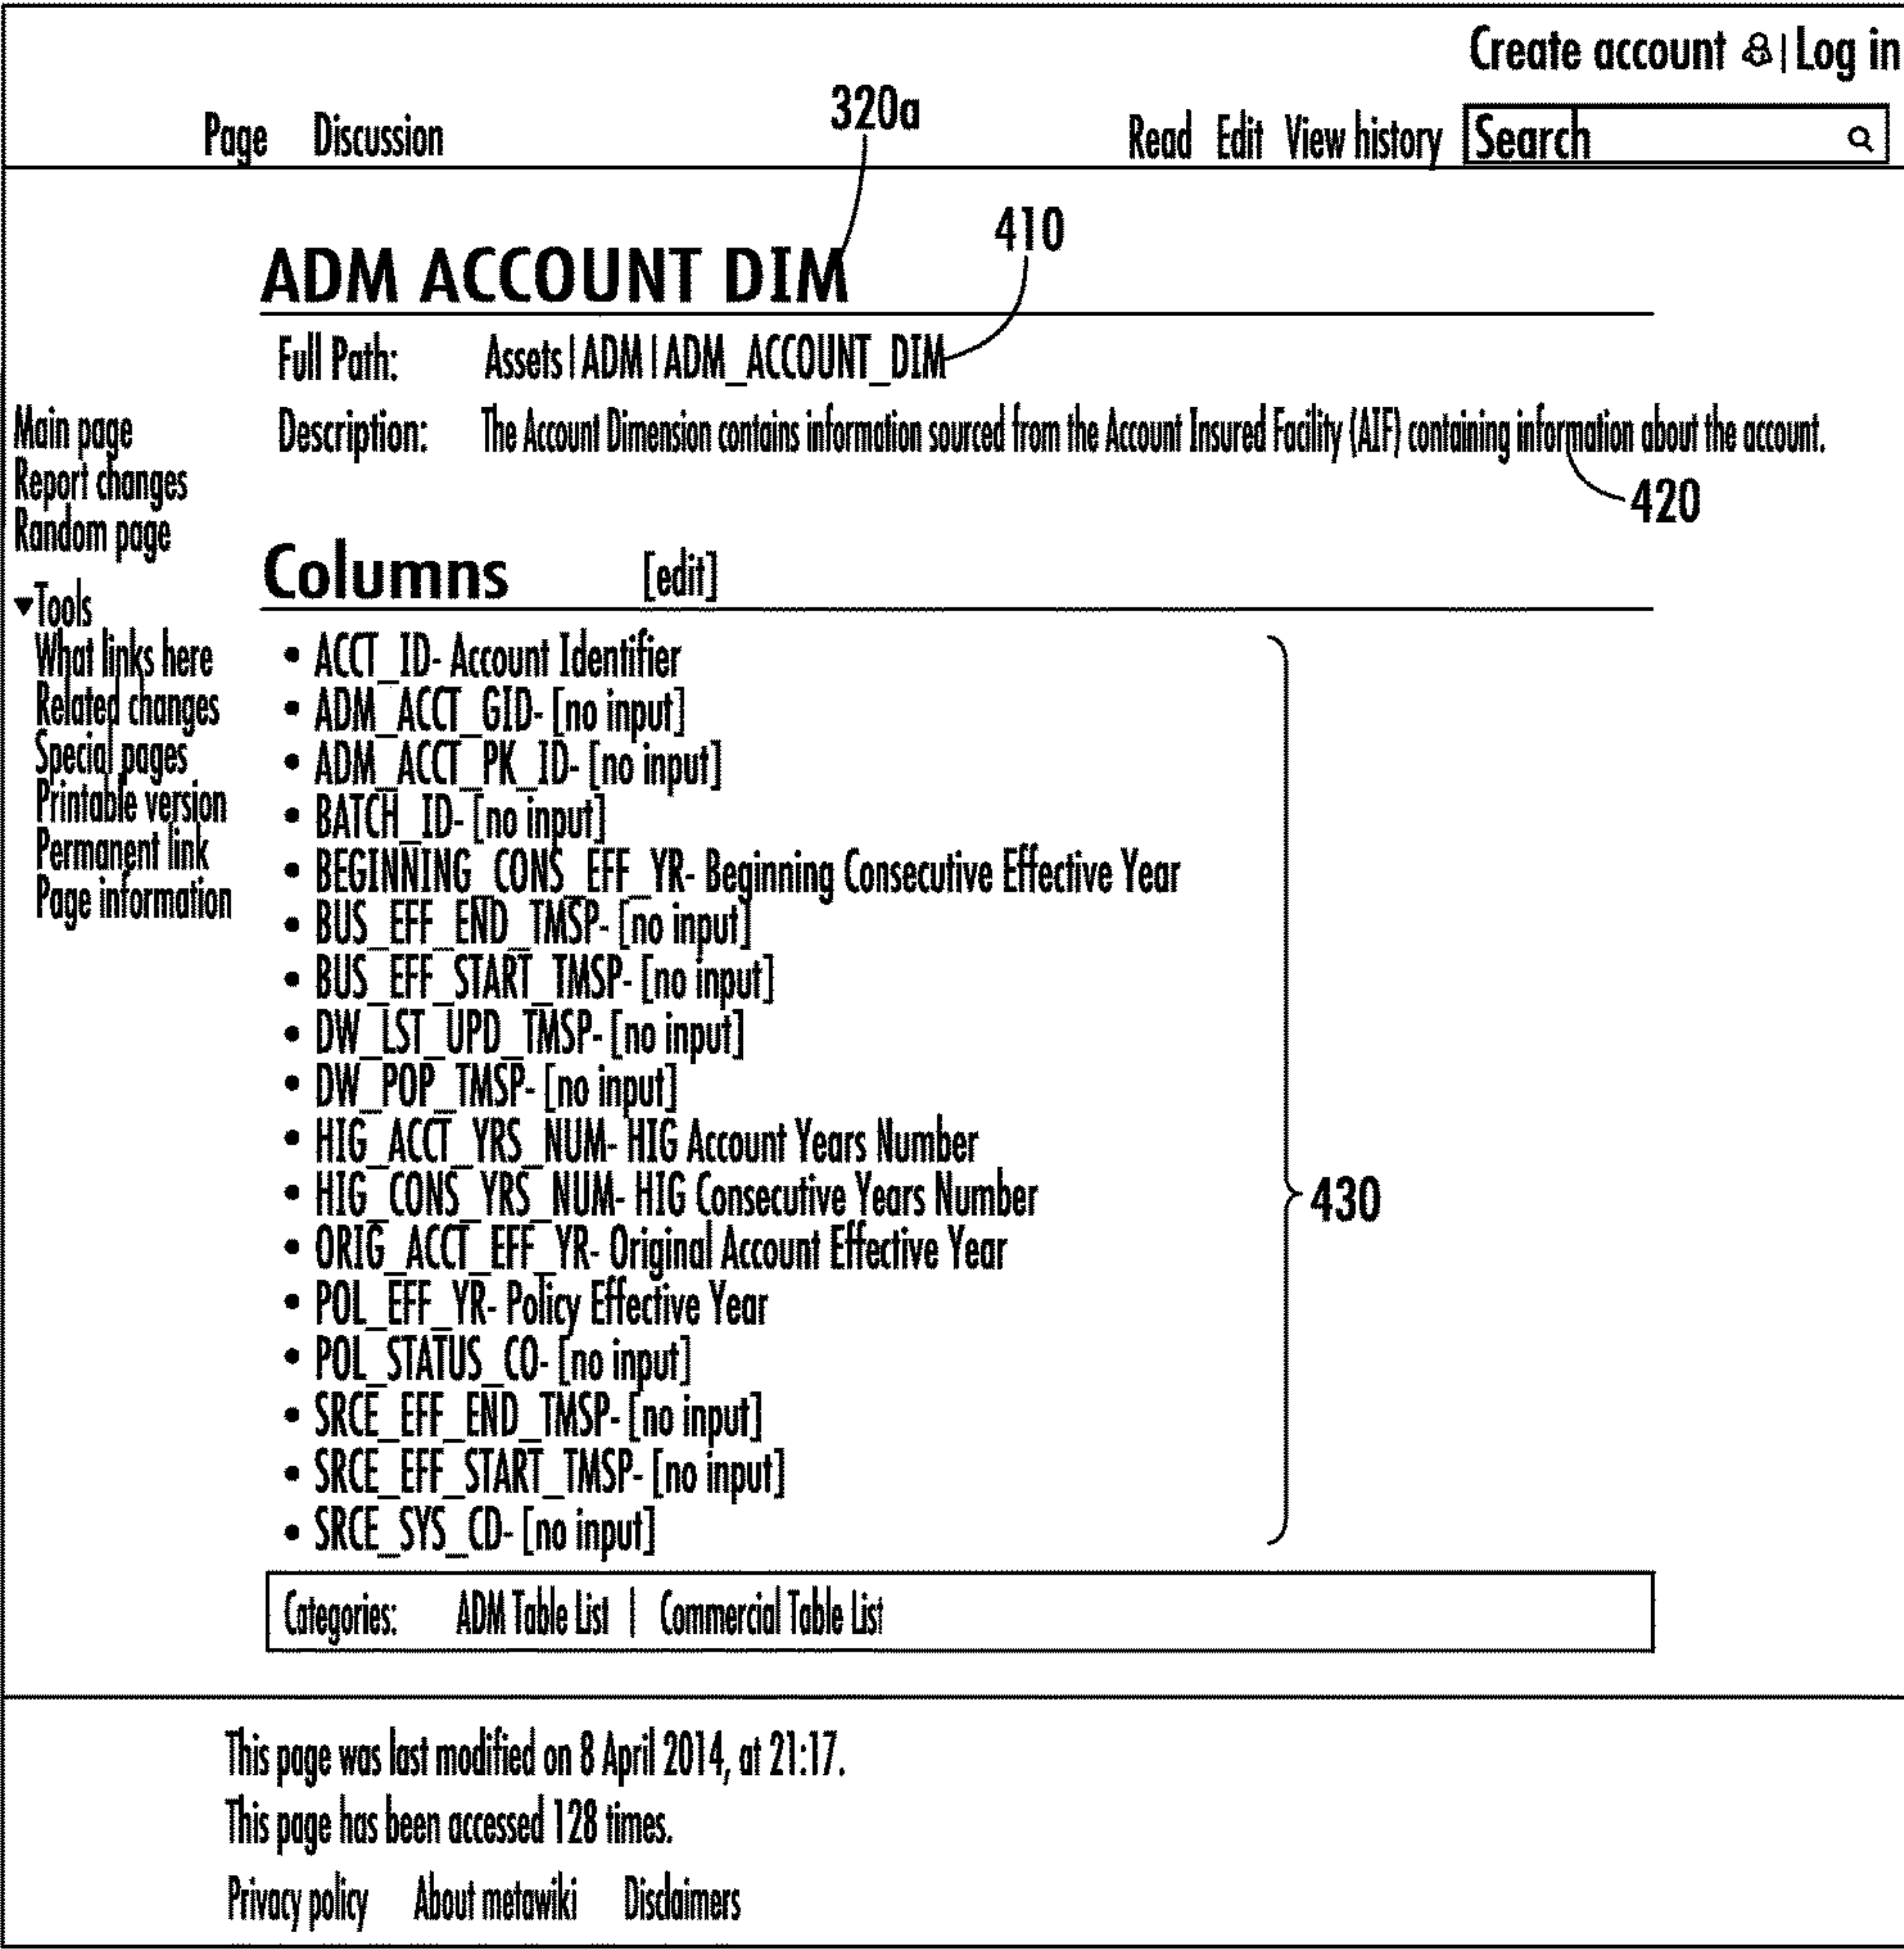 Create account | Log in
320a
Page Discussion Read Edit View history Search
410
ADM ACCOUNT DIM
Full Path: Assets | ADM | ADM_ACCOUNT_DIM
Description: The Account Dimension contains information sourced from the Account Insured Facility (AIF) containing information about the account.
420
Main page
Report changes
Random page
Tools
What links here
Related changes
Special pages
Printable version
Permanent link
Page information
Columns [edit]
• ACCT_ID- Account Identifier
• ADM_ACCT_GID- [no input]
• ADM_ACCT_PK_ID- [no input]
• BATCH_ID- [no input]
• BEGINNING_CONS_EFF_YR- Beginning Consecutive Effective Year
• BUS_EFF_END_TMSP- [no input]
• BUS_EFF_START_TMSP- [no input]
• DW_LST_UPD_TMSP- [no input]
• DW_POP_TMSP- [no input]
• HIG_ACCT_YRS_NUM- HIG Account Years Number
• HIG_CONS_YRS_NUM- HIG Consecutive Years Number
• ORIG_ACCT_EFF_YR- Original Account Effective Year
• POL_EFF_YR- Policy Effective Year
• POL_STATUS_CO- [no input]
• SRCE_EFF_END_TMSP- [no input]
• SRCE_EFF_START_TMSP- [no input]
• SRCE_SYS_CD- [no input]
430
Categories: ADM Table List | Commercial Table List
This page was last modified on 8 April 2014, at 21:17.
This page has been accessed 128 times.
Privacy policy About metawiki Disclaimers